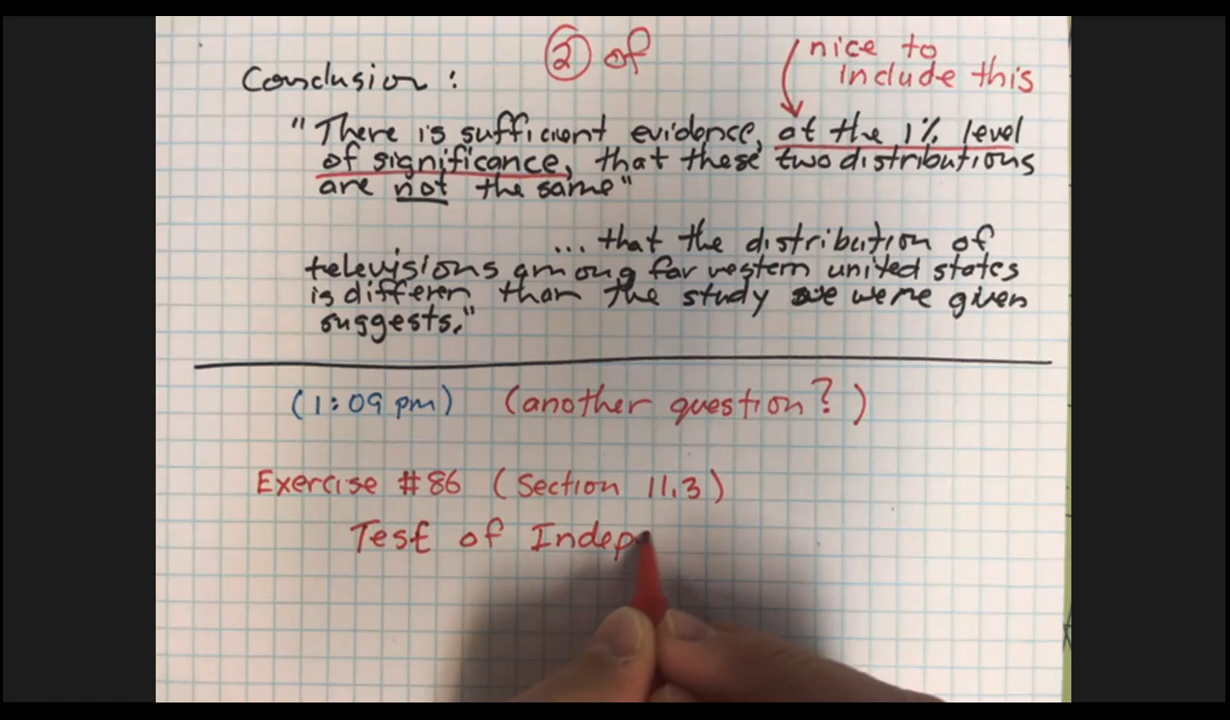 ② of
nice to
include this
Conclusion :
"There is sufficient evidence, at the 1% level
of significance, that these two distributions
are not the same"
... that the distribution of
televisions among far western united states
is differen than the study we were given
suggests."
(1:09 pm) (another question?)
Exercise #86 (Section 11.3)
Test of Indep